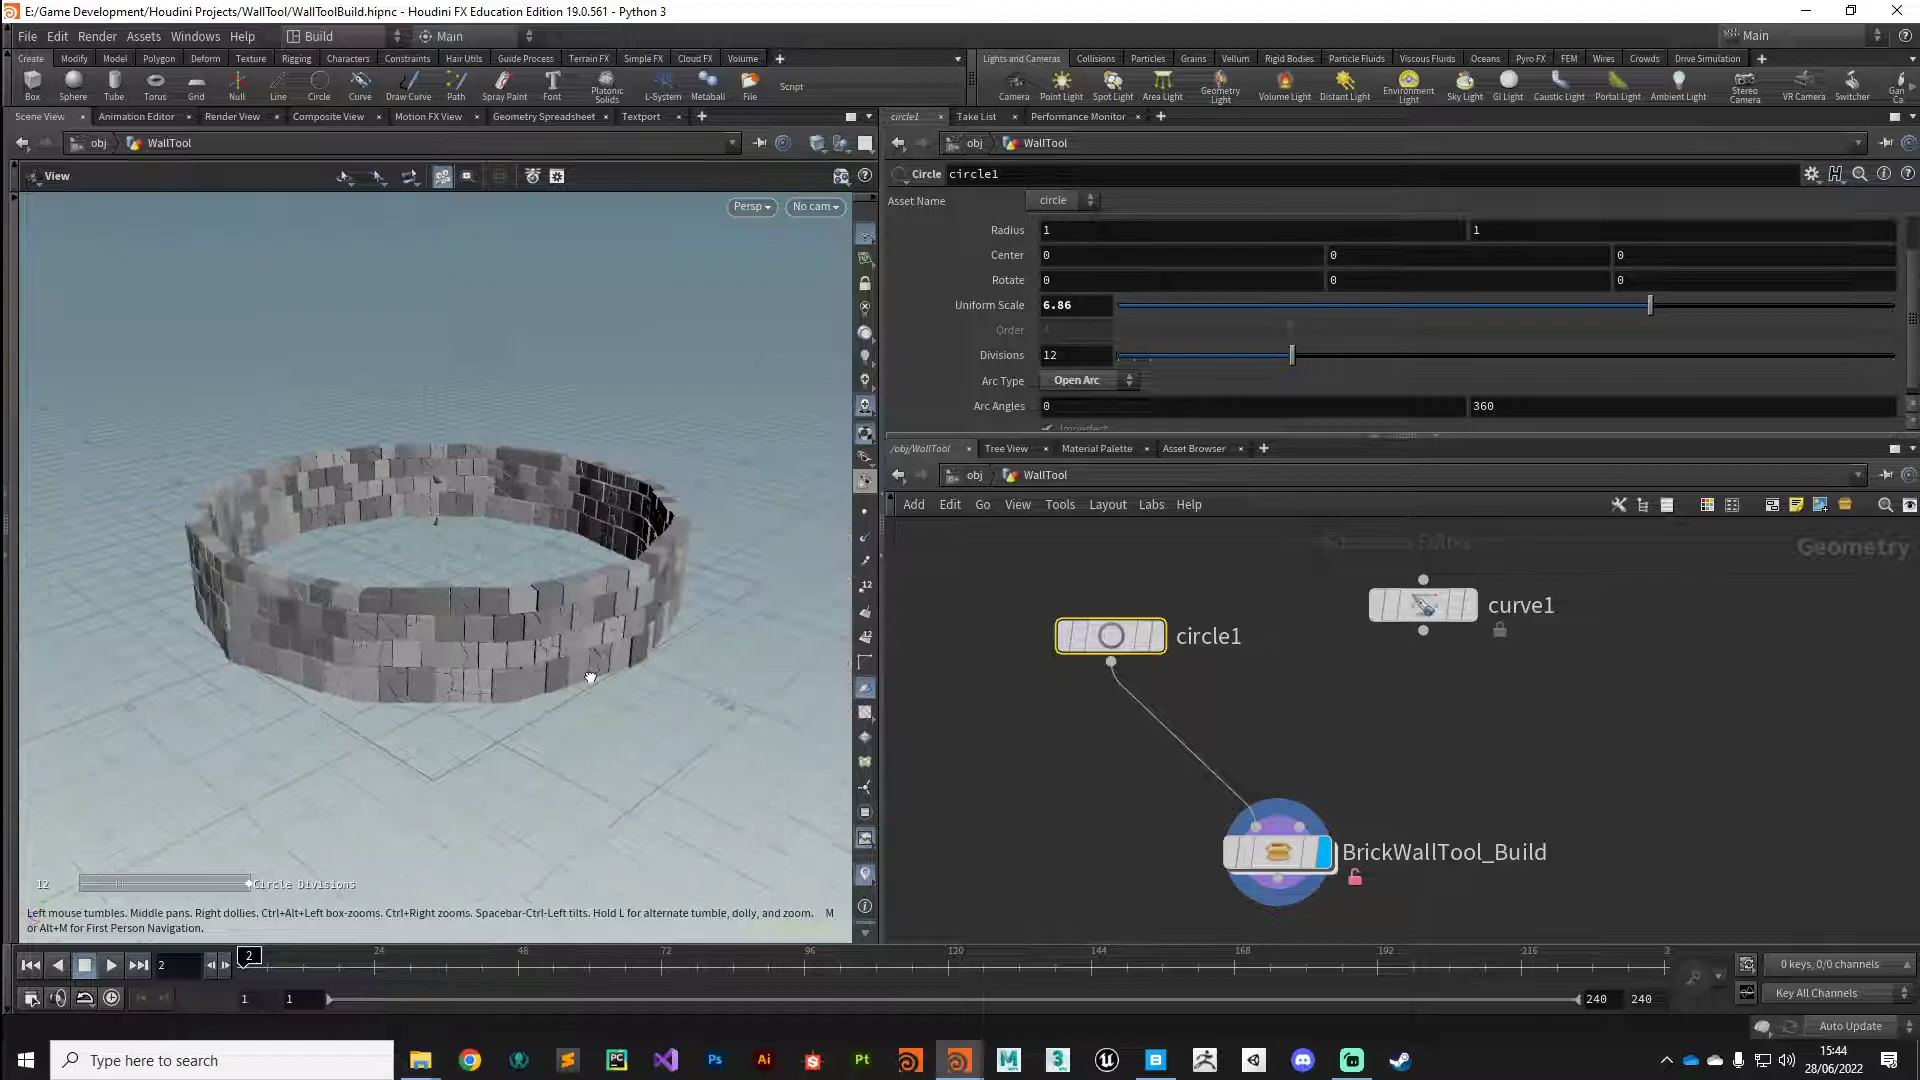 E:/Game Development/Houdini Projects/WallTool/WallToolBuild.hipnc - Houdini FX Education Edition 19.0.561 - Python 3
File Edit Render Assets Windows Help Build Main Main
Create Modify Model Polygon Deform Texture Rigging Characters Constraints Hair Utils Guide Process Terrain FX Simple FX Cloud FX Volume
Lights and Cameras Collisions Particles Grains Vellum Rigid Bodies Particle Fluids Viscous Fluids Oceans Pyro FX FEM Wires Crowds Drive Simulation
Box Sphere Tube Torus Grid Null Line Circle Curve Draw Curve Path Spray Paint Font Platonic Solids L-System Metaball File Script
Camera Point Light Spot Light Area Light Geometry Light Volume Light Distant Light Environment Light Sky Light GI Light Caustic Light Portal Light Ambient Light Stereo Camera VR Camera Switcher
Scene View Animation Editor Render View Composite View Motion FX View Geometry Spreadsheet Textport
circle1 Take List Performance Monitor
obj WallTool
obj WallTool
View
Circle circle1
Asset Name circle
Persp No cam
Radius 1 1
Center 0 0 0
Rotate 0 0 0
Uniform Scale 6.86
Order
Divisions 12
Arc Type Open Arc
Arc Angles 0 360
Imperfect
/obj/WallTool Tree View Material Palette Asset Browser
obj WallTool
Add Edit Go View Tools Layout Labs Help
Geometry
curve1
circle1
BrickWallTool_Build
12
12
12 Circle Divisions
Left mouse tumbles. Middle pans. Right dollies. Ctrl+Alt+Left box-zooms. Ctrl+Right zooms. Spacebar-Ctrl-Left tilts. Hold L for alternate tumble, dolly, and zoom. M
or Alt+M for First Person Navigation.
2 2 24 48 72 96 120 144 168 192 216 2
0 keys, 0/0 channels
1 1 240 240
Key All Channels
Auto Update
Type here to search
15:44
28/06/2022